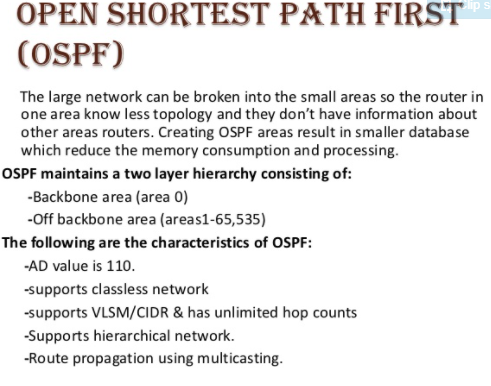 OPEN SHORTEST PATH FIRST
(OSPF)
The large network can be broken into the small areas so the router in
one area know less topology and they don't have information about
other areas routers. Creating OSPF areas result in smaller database
which reduce the memory consumption and processing.
OSPF maintains a two layer hierarchy consisting of:
-Backbone area (area 0)
-Off backbone area (areas1-65,535)
The following are the characteristics of OSPF:
-AD value is 110.
-supports classless network
-supports VLSM/CIDR & has unlimited hop counts
-Supports hierarchical network.
-Route propagation using multicasting.